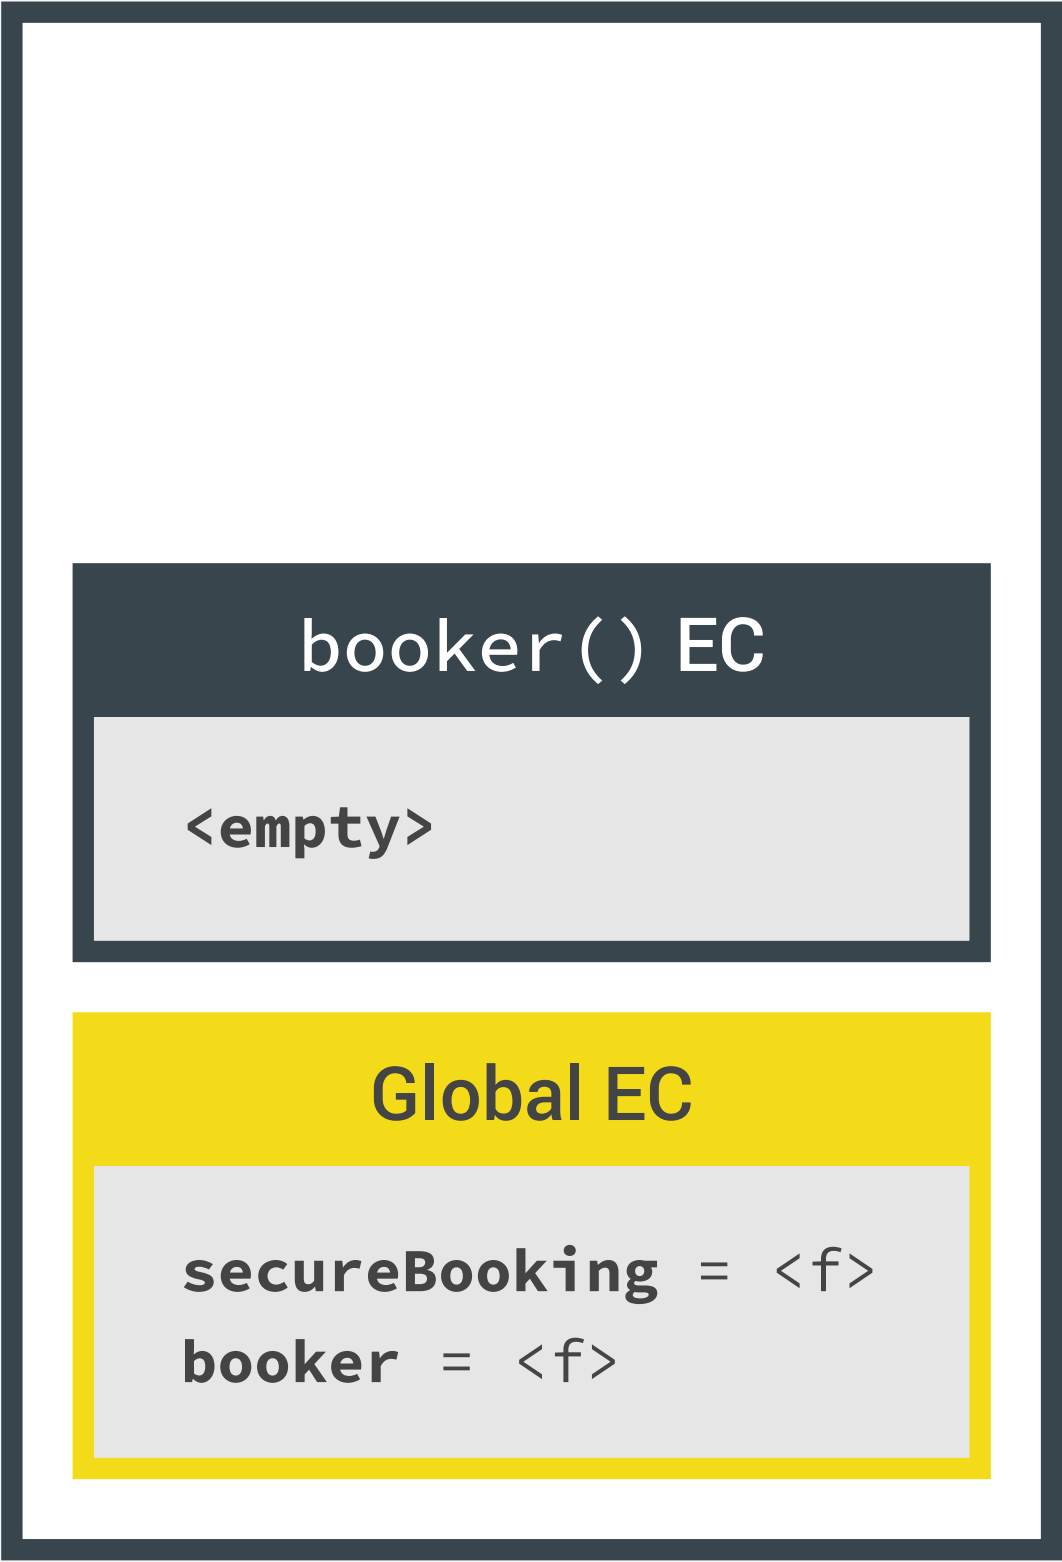 booker() EC
<empty>
Global EC
secureBooking = <f>
booker = <f>